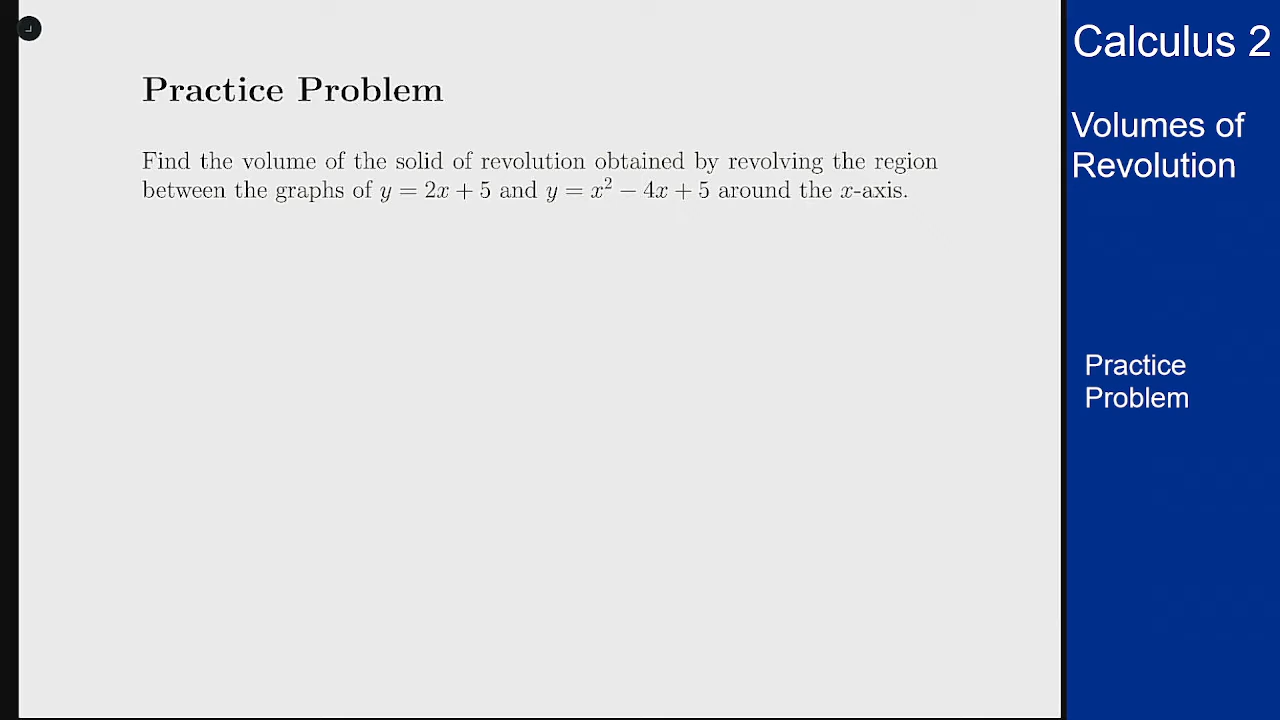 Practice Problem
Find the volume of the solid of revolution obtained by revolving the region
between the graphs of y = 2x + 5 and y = x² − 4x + 5 around the x-axis.
Calculus 2
Volumes of
Revolution
Practice
Problem